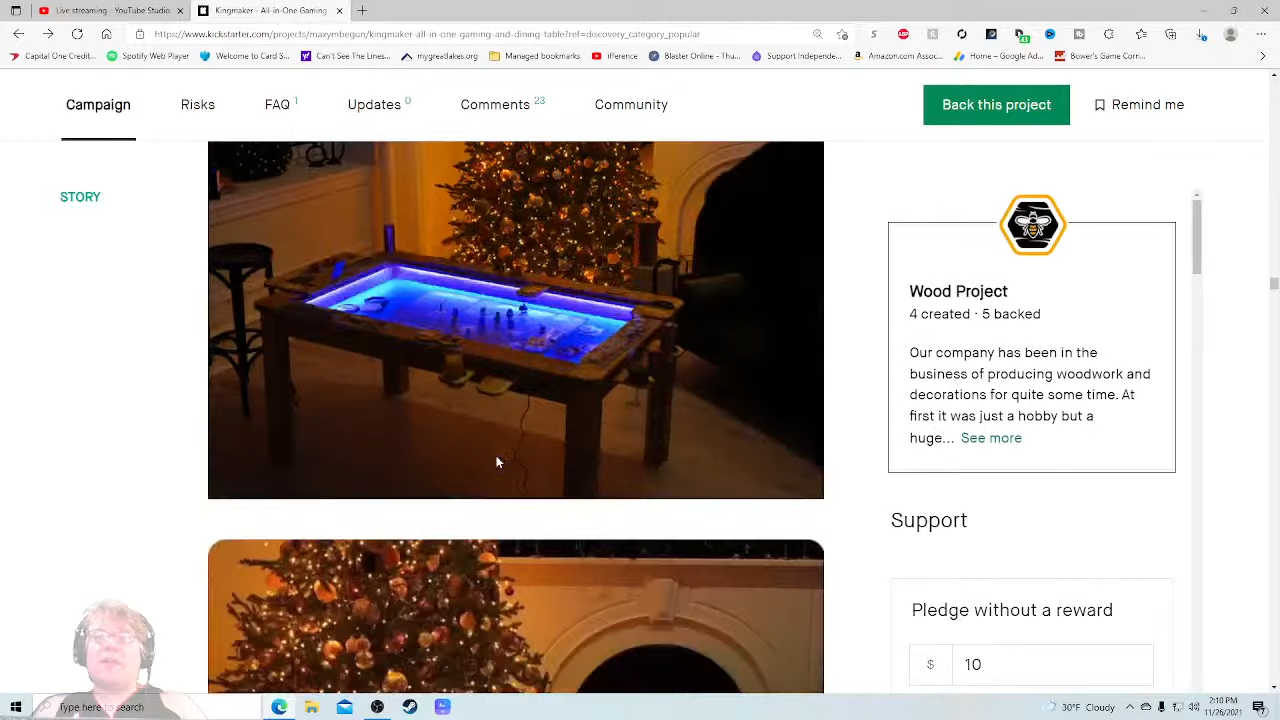 Live streaming - YouTube Studio
Kingmaker - All-in-One Gaming
https://www.kickstarter.com/projects/maxymbegun/kingmaker-all-in-one-gaming-and-dining-table?ref=discovery_category_popular
Capital One Credit C...
Spotify Web Player
Welcome to Card S...
Can't See The Lines...
mygreatlakes.org
Managed bookmarks
ifference
Blaster Online - Thu...
Support Independe...
Amazon.com Assoc...
Home – Google Ad...
Bower's Game Corn...
Campaign
Risks
FAQ 1
Updates 0
Comments 23
Community
Back this project
Remind me
STORY
Wood Project
4 created · 5 backed
Our company has been in the
business of producing woodwork and
decorations for quite some time. At
first it was just a hobby but a
huge... See more
Support
Pledge without a reward
$ 10
Type here to search
30°F Cloudy
2:10 PM
11/26/2021